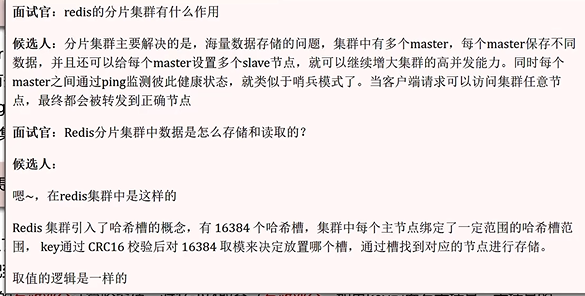 面试官：redis的分片集群有什么作用
候选人：分片集群主要解决的是，海量数据存储的问题，集群中有多个master，每个master保存不同
数据，并且还可以给每个master设置多个slave节点，就可以继续增大集群的高并发能力。同时每个
master之间通过ping监测彼此健康状态，就类似于哨兵模式了。当客户端请求可以访问集群任意节
点，最终都会被转发到正确节点
面试官：Redis分片集群中数据是怎么存储和读取的？
候选人：
嗯~，在redis集群中是这样的
Redis 集群引入了哈希槽的概念，有 16384 个哈希槽，集群中每个主节点绑定了一定范围的哈希槽范
围， key通过 CRC16 校验后对 16384 取模来决定放置哪个槽，通过槽找到对应的节点进行存储。
取值的逻辑是一样的